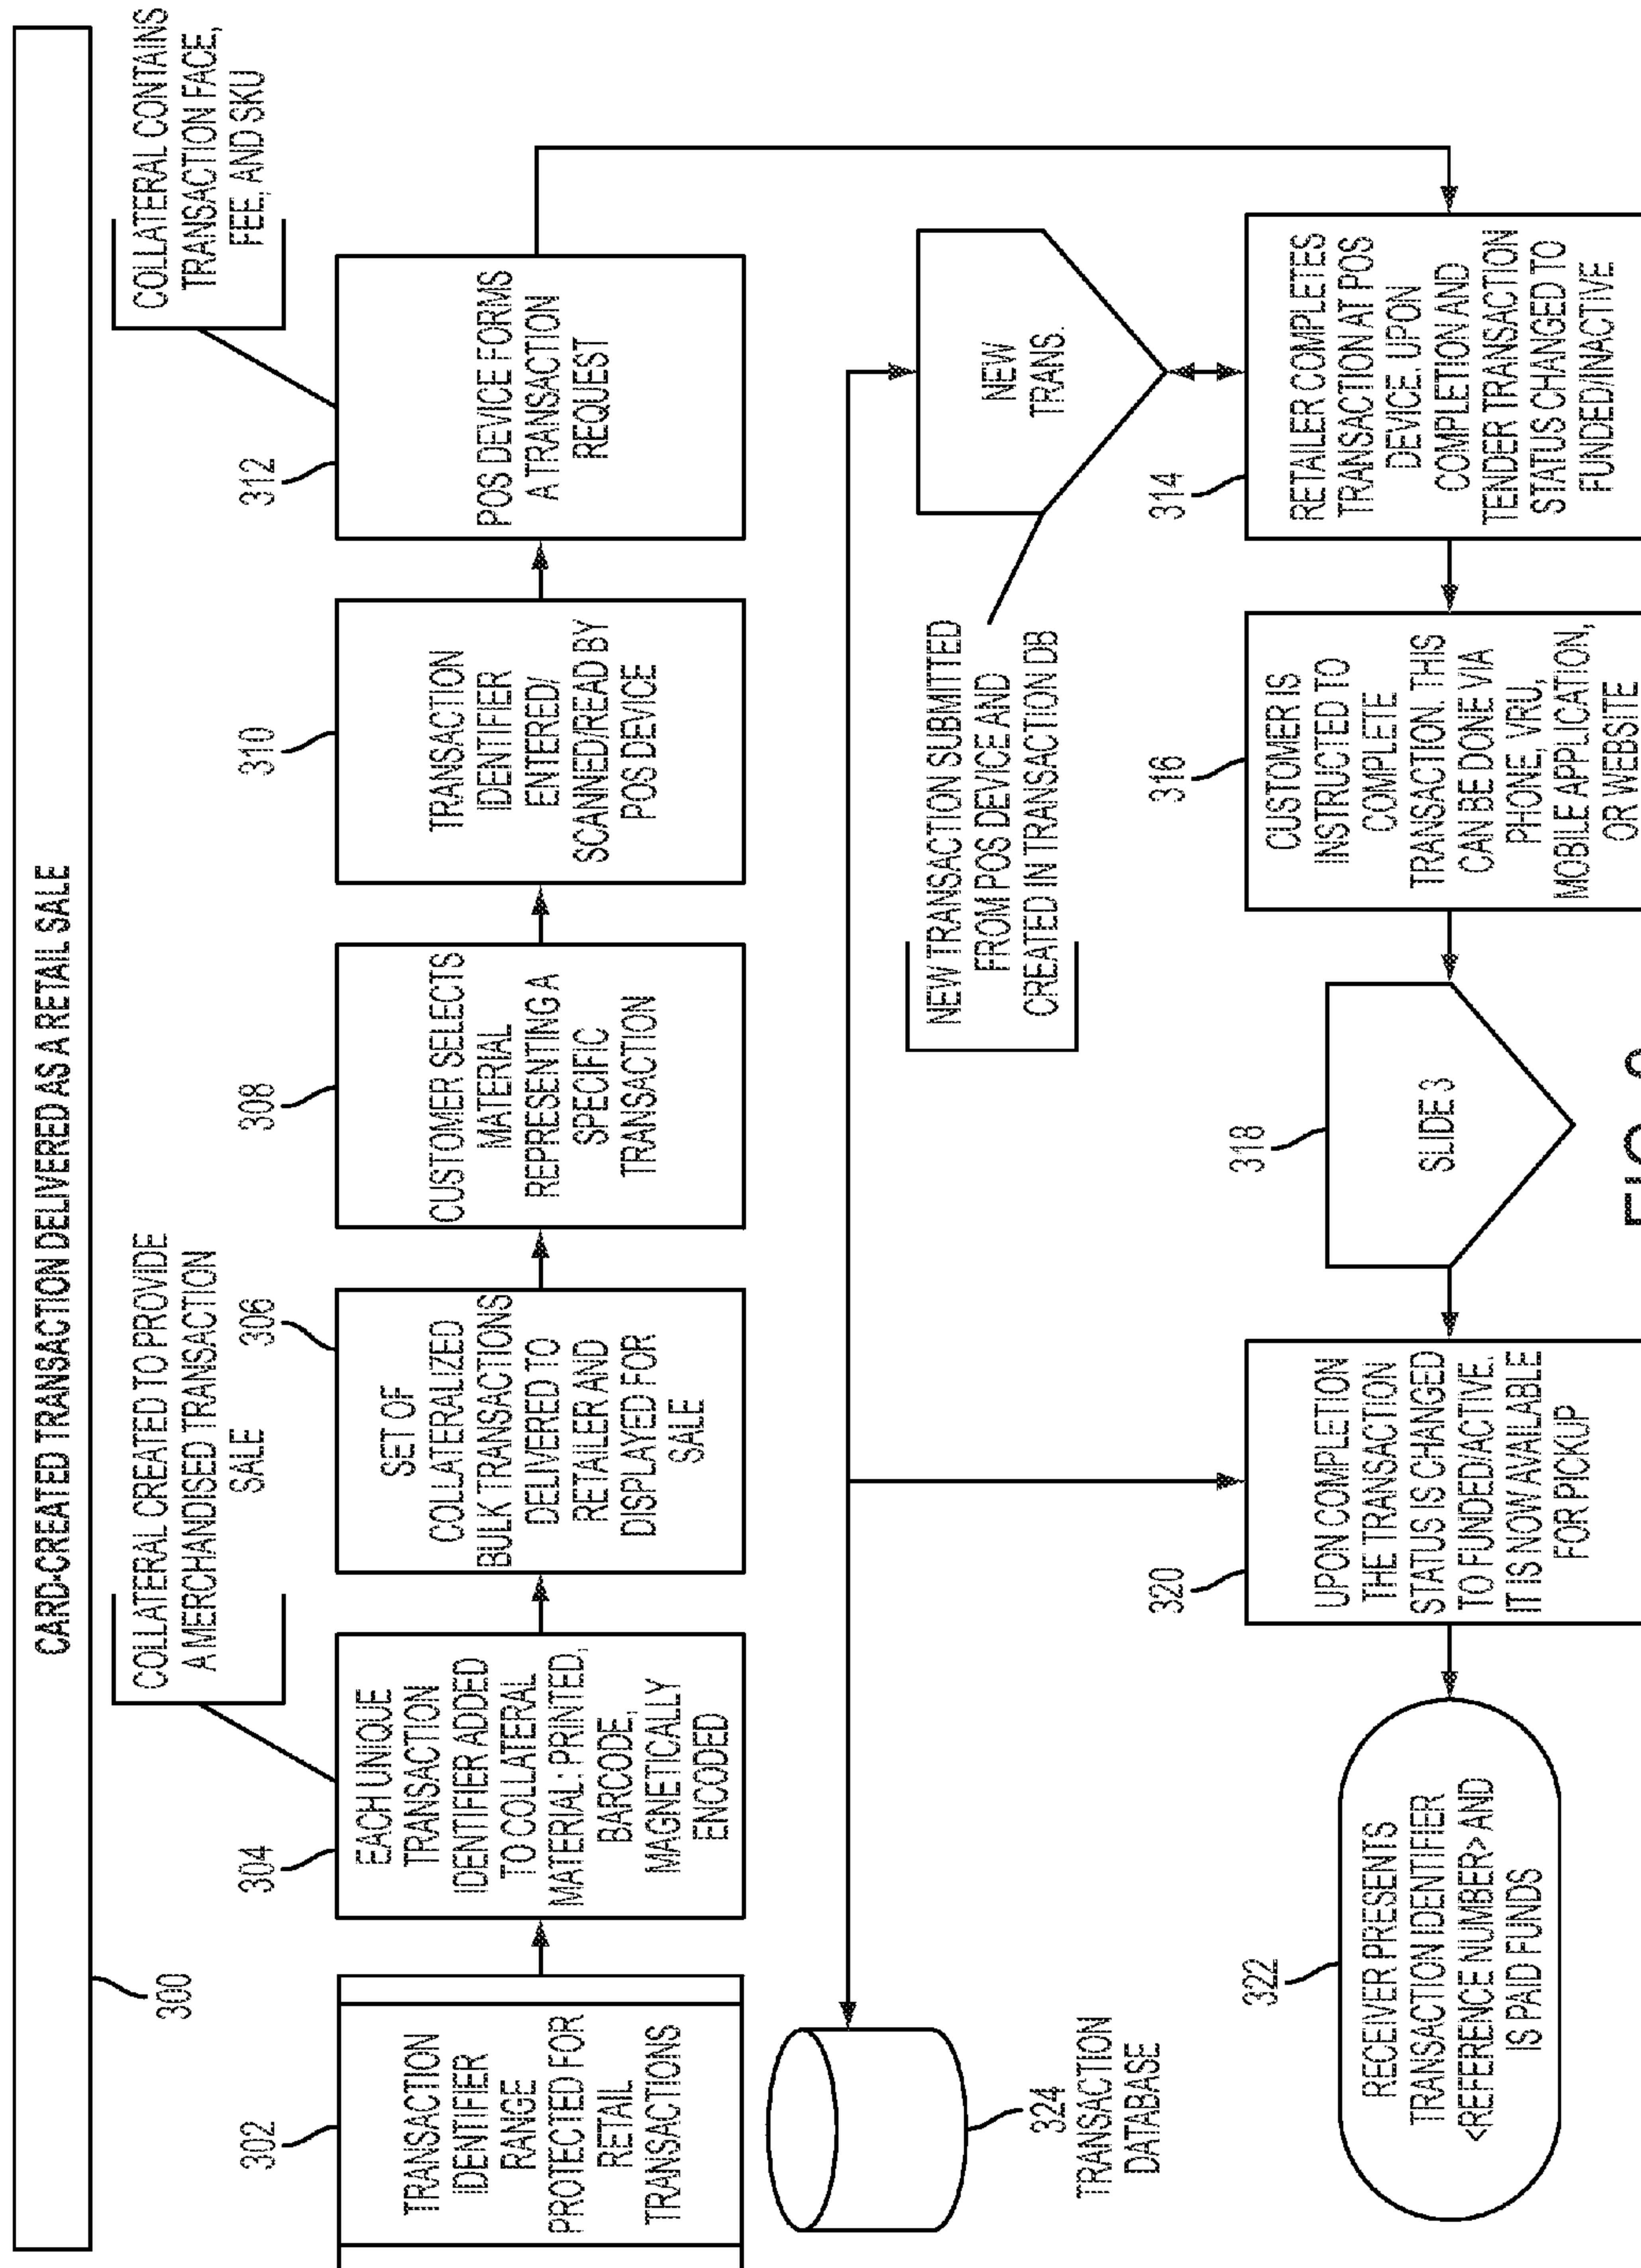 CARD-CREATED TRANSACTION DELIVERED AS A RETAIL SALE
300
COLLATERAL CREATED TO PROVIDE
A MERCHANDISED TRANSACTION
SALE
COLLATERAL CONTAINS
TRANSACTION FACE,
FEE, AND SKU
302
TRANSACTION
IDENTIFIER
RANGE
PROTECTED FOR
RETAIL
TRANSACTIONS
304
EACH UNIQUE
TRANSACTION
IDENTIFIER ADDED
TO COLLATERAL
MATERIAL: PRINTED,
BARCODE,
MAGNETICALLY
ENCODED
306
SET OF
COLLATERALIZED
BULK TRANSACTIONS
DELIVERED TO
RETAILER AND
DISPLAYED FOR
SALE
308
CUSTOMER SELECTS
MATERIAL
REPRESENTING A
SPECIFIC
TRANSACTION
310
TRANSACTION
IDENTIFIER
ENTERED/
SCANNED/READ BY
POS DEVICE
312
POS DEVICE FORMS
A TRANSACTION
REQUEST
324
TRANSACTION
DATABASE
NEW TRANSACTION SUBMITTED
FROM POS DEVICE AND
CREATED IN TRANSACTION DB
NEW
TRANS.
322
RECEIVER PRESENTS
TRANSACTION IDENTIFIER
<REFERENCE NUMBER> AND
IS PAID FUNDS
320
UPON COMPLETION
THE TRANSACTION
STATUS IS CHANGED
TO FUNDED/ACTIVE.
IT IS NOW AVAILABLE
FOR PICKUP
318
SLIDE 3
316
CUSTOMER IS
INSTRUCTED TO
COMPLETE
TRANSACTION. THIS
CAN BE DONE VIA
PHONE, VRU,
MOBILE APPLICATION,
OR WEBSITE
314
RETAILER COMPLETES
TRANSACTION AT POS
DEVICE. UPON
COMPLETION AND
TENDER TRANSACTION
STATUS CHANGED TO
FUNDED/INACTIVE